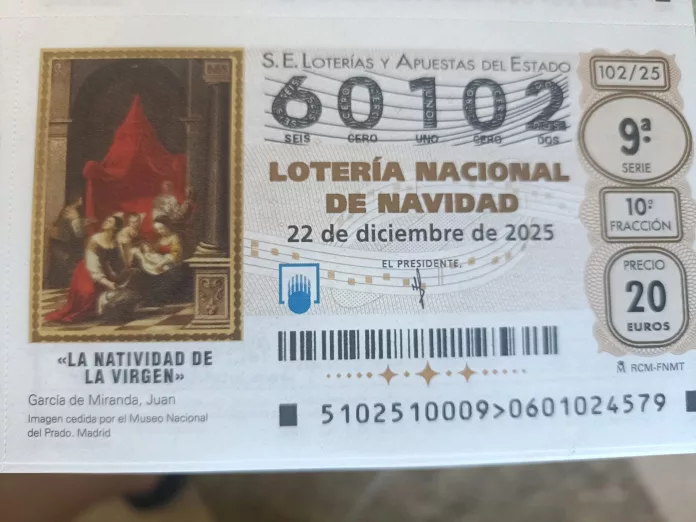 S.E. LOTERÍAS Y APUESTAS DEL ESTADO
60102
SEIS CERO UNO CERO DOS
LOTERÍA NACIONAL
DE NAVIDAD
22 de diciembre de 2025
EL PRESIDENTE,
102/25
9ª
SERIE
10ª
FRACCIÓN
PRECIO
20
EUROS
RCM-FNMT
«LA NATIVIDAD DE
LA VIRGEN»
García de Miranda, Juan
Imagen cedida por el Museo Nacional
del Prado. Madrid
5102510009>0601024579